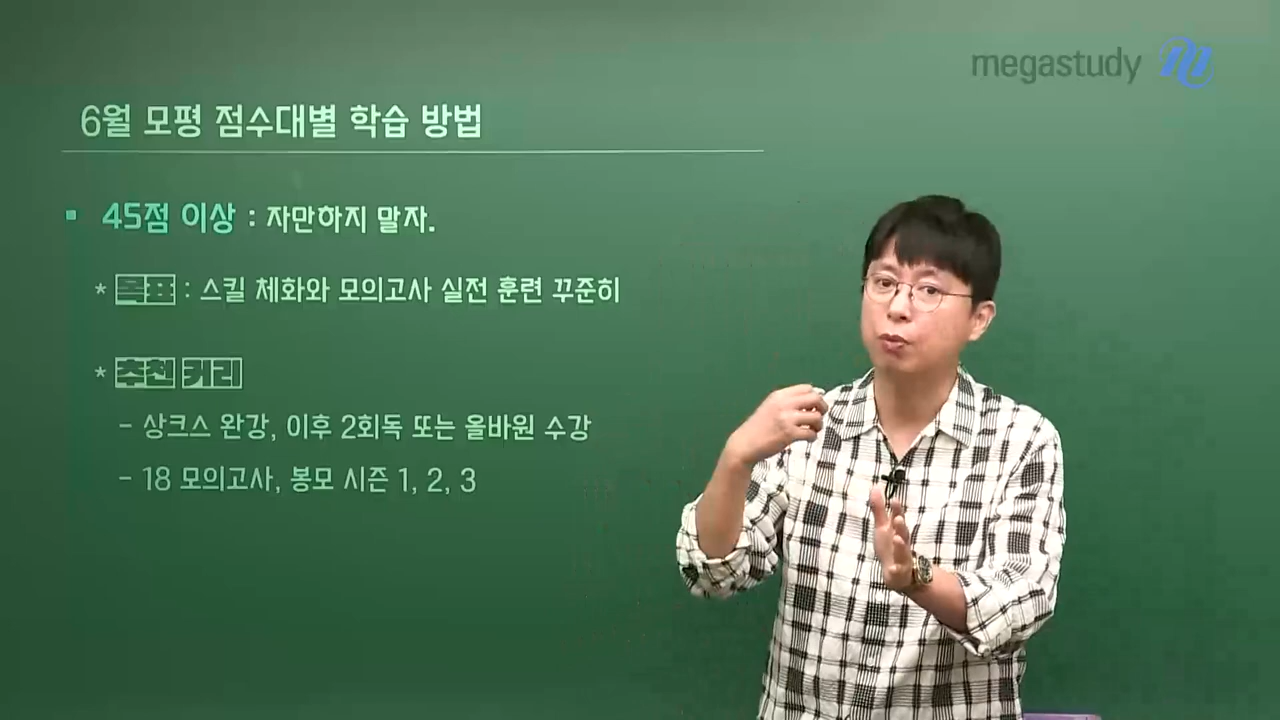 megastudy
6월 모평 점수대별 학습 방법
▪ 45점 이상 : 자만하지 말자.
* 목표 : 스킬 체화와 모의고사 실전 훈련 꾸준히
* 추천 커리
- 상크스 완강, 이후 2회독 또는 올바원 수강
- 18 모의고사, 봉모 시즌 1, 2, 3